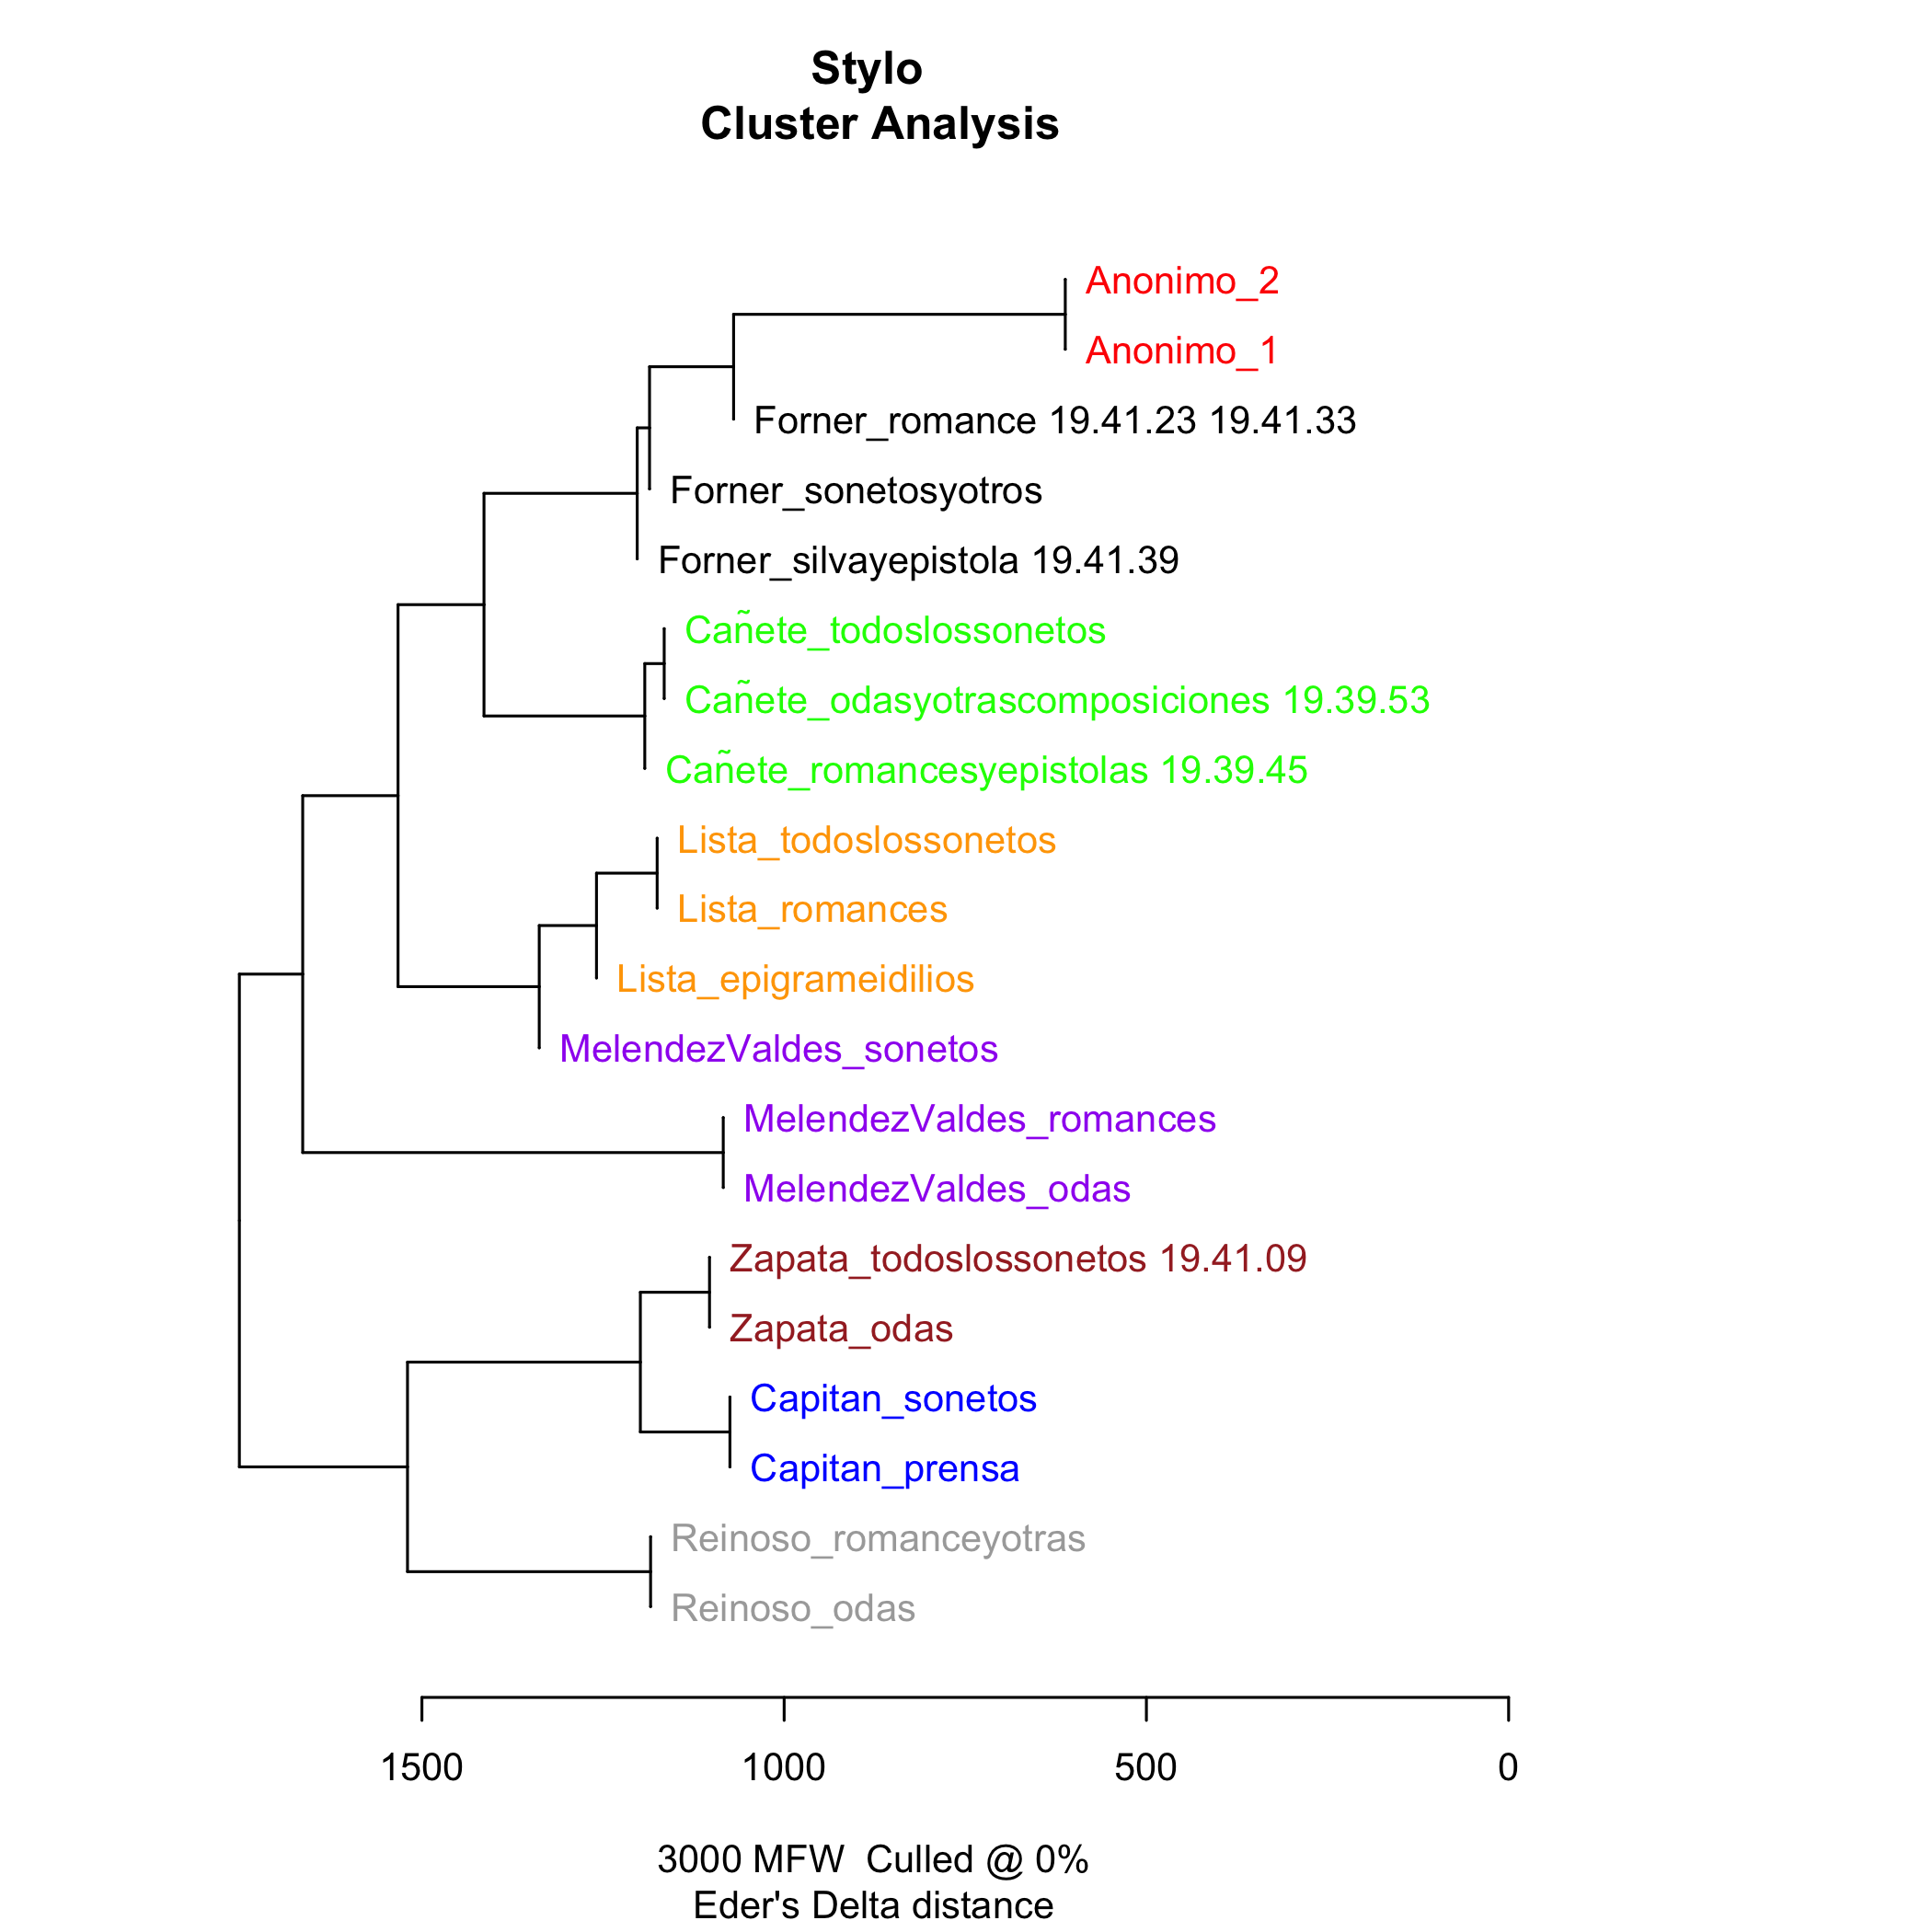 Stylo
Cluster Analysis
Anonimo_2
Anonimo_1
Forner_romance 19.41.23 19.41.33
Forner_sonetosyotros
Forner_silvayepistola 19.41.39
Cañete_todoslossonetos
Cañete_odasyotrascomposiciones 19.39.53
Cañete_romancesyepistolas 19.39.45
Lista_todoslossonetos
Lista_romances
Lista_epigrameidilios
MelendezValdes_sonetos
MelendezValdes_romances
MelendezValdes_odas
Zapata_todoslossonetos 19.41.09
Zapata_odas
Capitan_sonetos
Capitan_prensa
Reinoso_romanceyotras
Reinoso_odas
1500 1000 500 0
3000 MFW Culled @ 0%
Eder's Delta distance